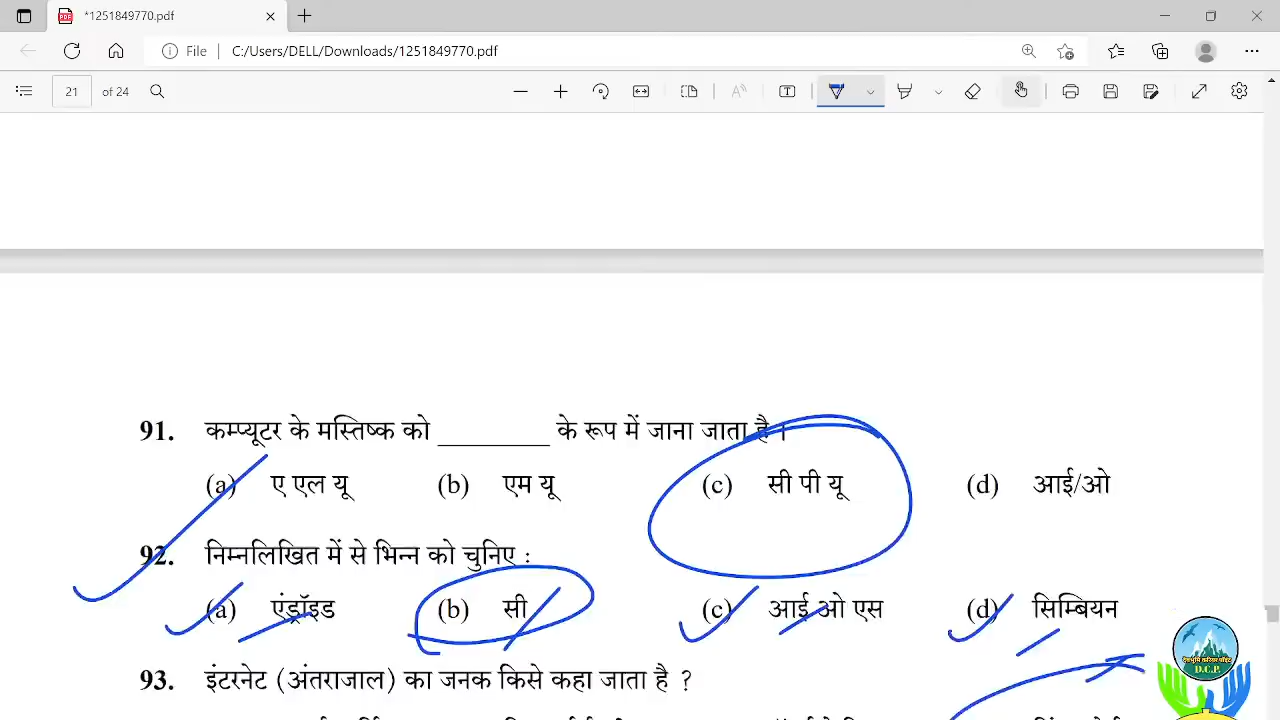 *1251849770.pdf
File C:/Users/DELL/Downloads/1251849770.pdf
21 of 24
91. कम्प्यूटर के मस्तिष्क को ________ के रूप में जाना जाता है ।
(a) ए एल यू (b) एम यू (c) सी पी यू (d) आई/ओ
92. निम्नलिखित में से भिन्न को चुनिए :
(a) एंड्रॉइड (b) सी (c) आई ओ एस (d) सिम्बियन
93. इंटरनेट (अंतराजाल) का जनक किसे कहा जाता है ?
D.C.P.